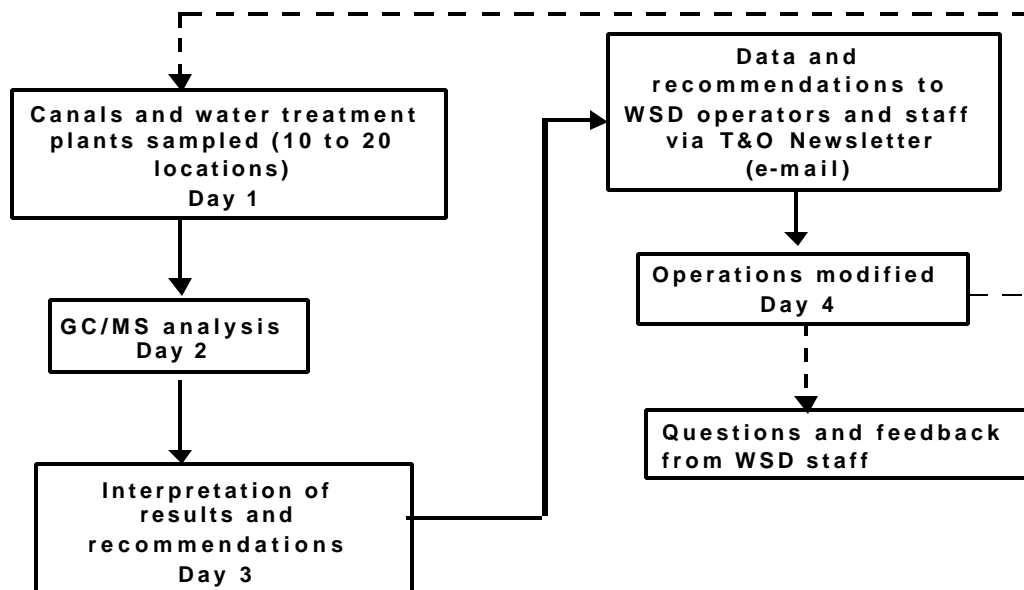 Canals and water treatment
plants sampled (10 to 20
locations)
Day 1
GC/MS analysis
Day 2
Interpretation of
results and
recommendations
Day 3
Data and
recommendations to
WSD operators and staff
via T&O Newsletter
(e-mail)
Operations modified
Day 4
Questions and feedback
from WSD staff